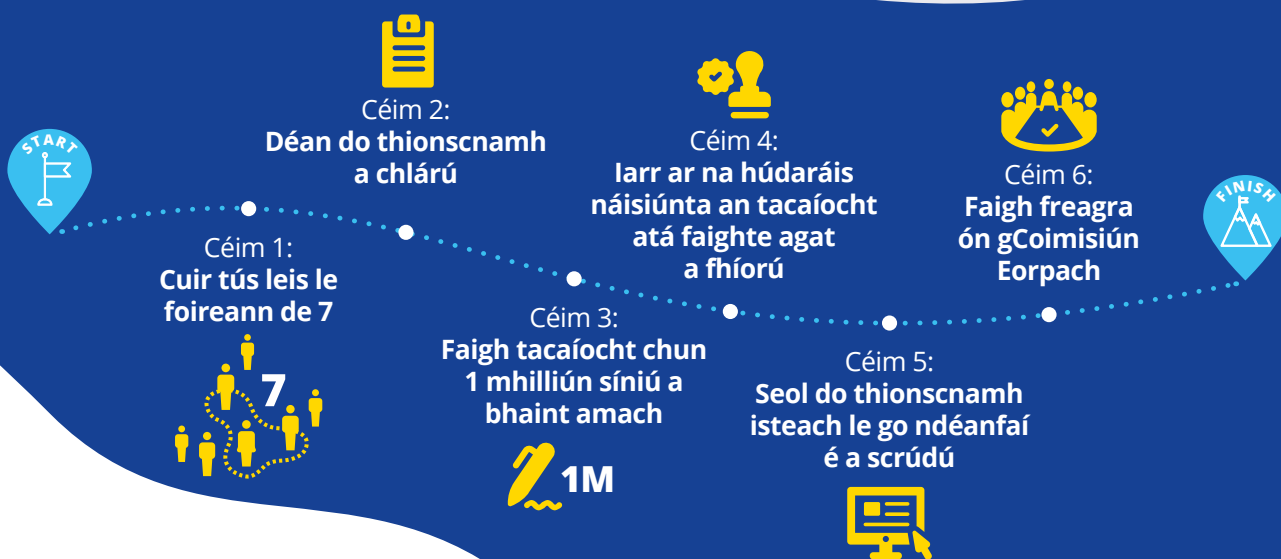 START
Céim 1:
Cuir tús leis le
foireann de 7
7
Céim 2:
Déan do thionscnamh
a chlárú
Céim 3:
Faigh tacaíocht chun
1 mhilliún síniú a
bhaint amach
1M
Céim 4:
Iarr ar na húdaráis
náisiúnta an tacaíocht
atá faighte agat
a fhíorú
Céim 5:
Seol do thionscnamh
isteach le go ndéanfaí
é a scrúdú
Céim 6:
Faigh freagra
ón gCoimisiún
Eorpach
FINISH